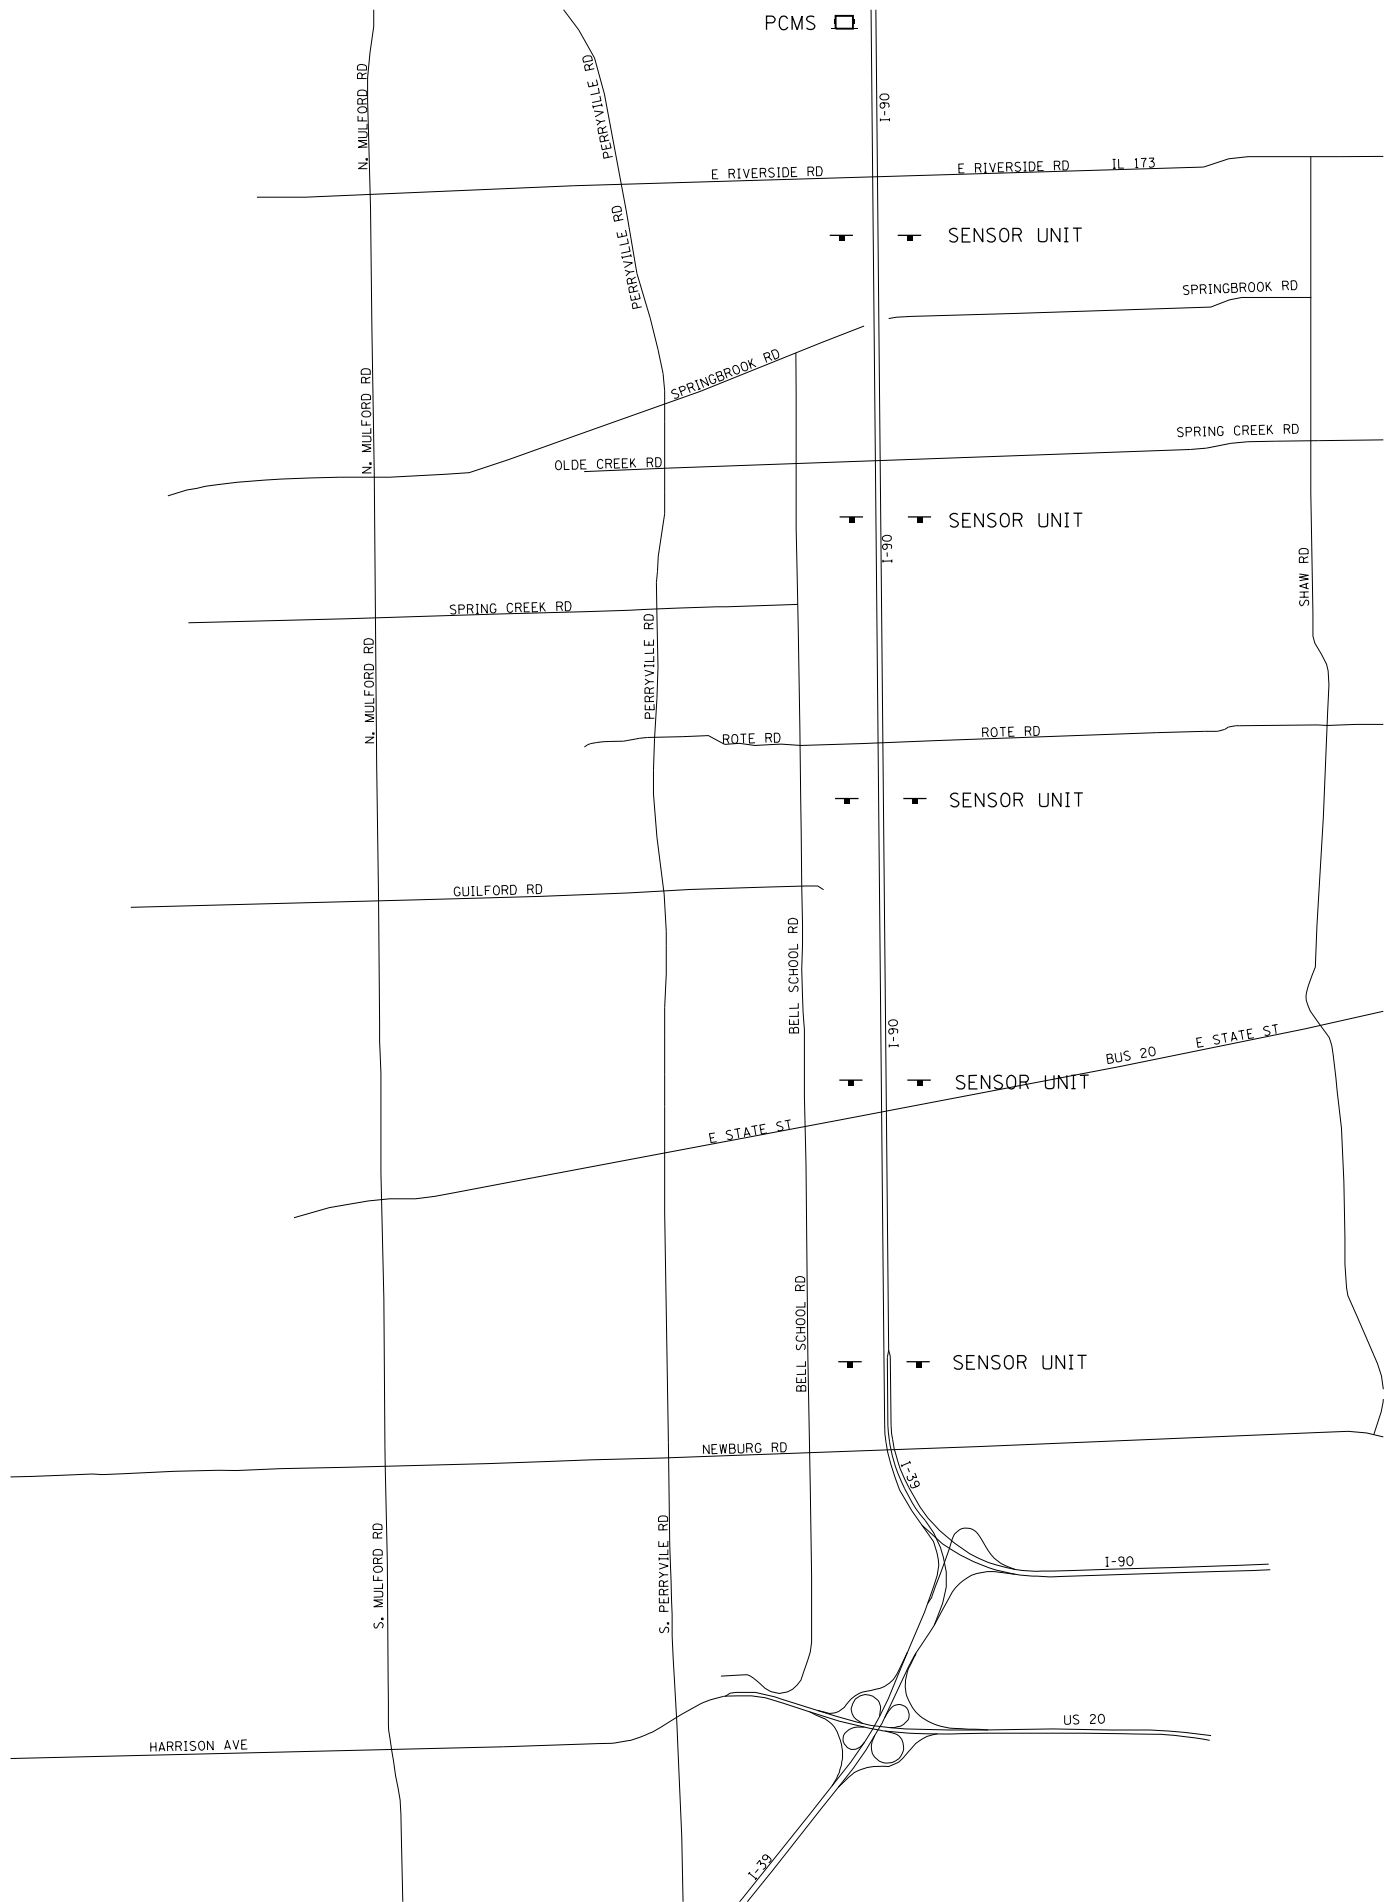 PCMS
N. MULFORD RD
PERRYVILLE RD
I-90
E RIVERSIDE RD
E RIVERSIDE RD
IL 173
PERRYVILLE RD
SENSOR UNIT
SPRINGBROOK RD
SPRINGBROOK RD
N. MULFORD RD
SPRING CREEK RD
OLDE CREEK RD
SENSOR UNIT
I-90
SHAW RD
SPRING CREEK RD
PERRYVILLE RD
N. MULFORD RD
ROTE RD
ROTE RD
SENSOR UNIT
GUILFORD RD
BELL SCHOOL RD
I-90
E STATE ST
BUS 20
SENSOR UNIT
E STATE ST
BELL SCHOOL RD
SENSOR UNIT
NEWBURG RD
I-39
S. MULFORD RD
S. PERRYVILE RD
I-90
US 20
HARRISON AVE
I-39